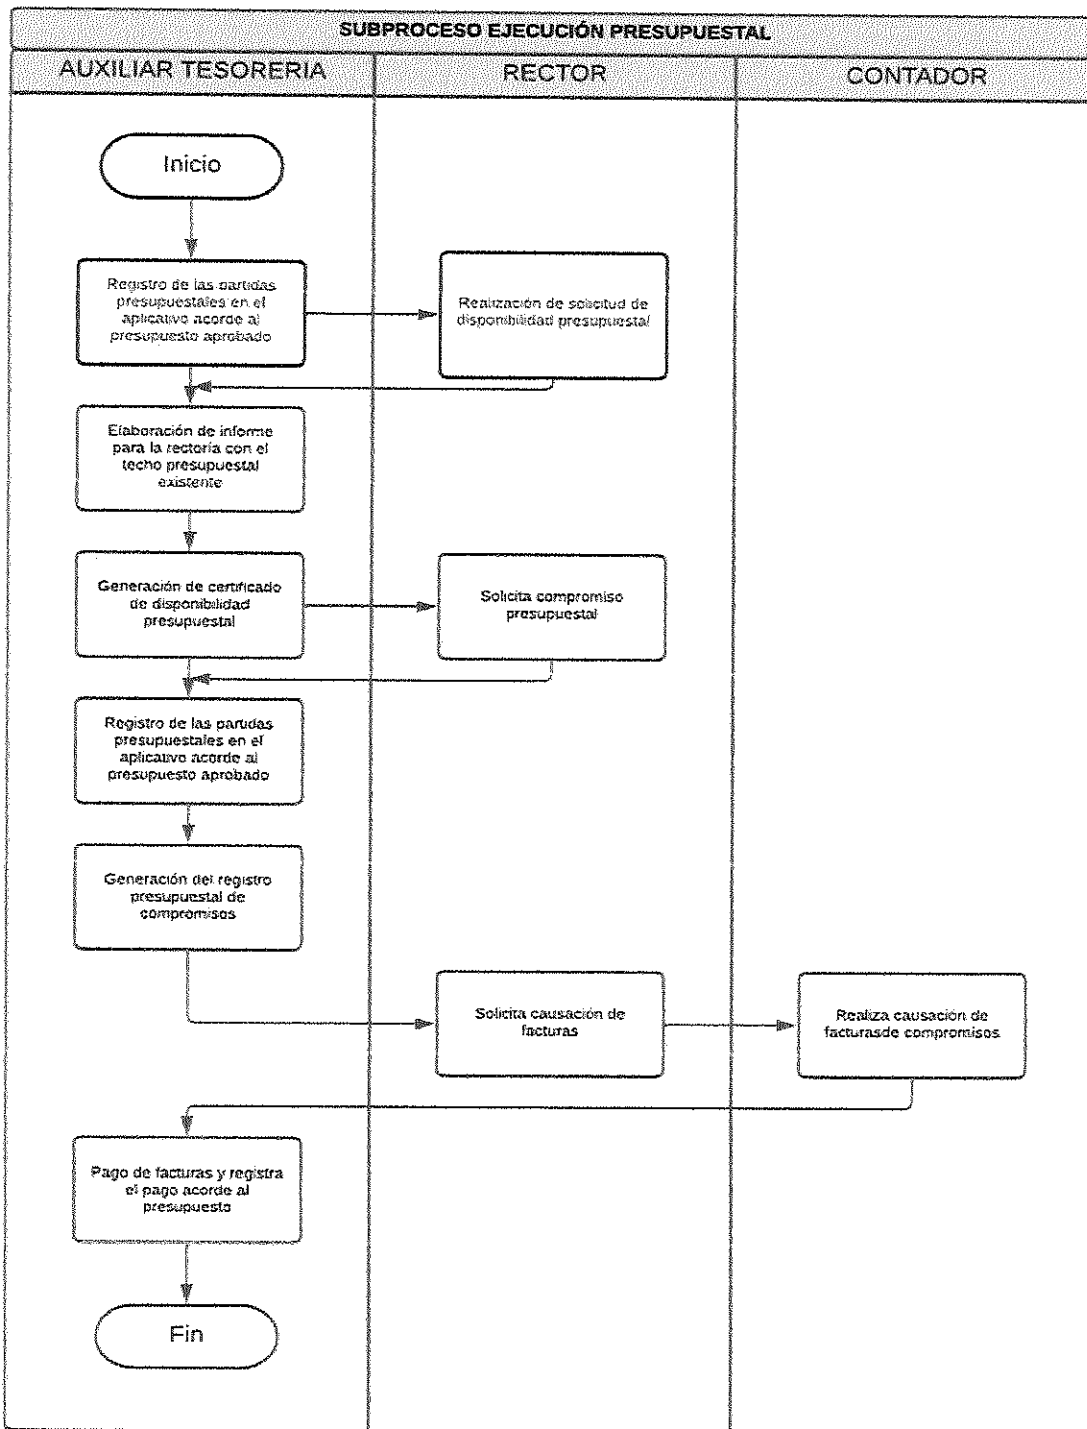 SUBPROCESO EJECUCIÓN PRESUPUESTAL
AUXILIAR TESORERIA
RECTOR
CONTADOR
Inicio
Registro de las partidas
presupuestales en el
aplicativo acorde al
presupuesto aprobado
Realización de solicitud de
disponibilidad presupuestal
Elaboración de informe
para la rectoría con el
techo presupuestal
existente
Generación de certificado
de disponibilidad
presupuestal
Solicita compromiso
presupuestal
Registro de las partidas
presupuestales en el
aplicativo acorde al
presupuesto aprobado
Generación del registro
presupuestal de
compromisos
Solicita causación de
facturas
Realiza causación de
facturasde compromisos
Pago de facturas y registra
el pago acorde al
presupuesto
Fin